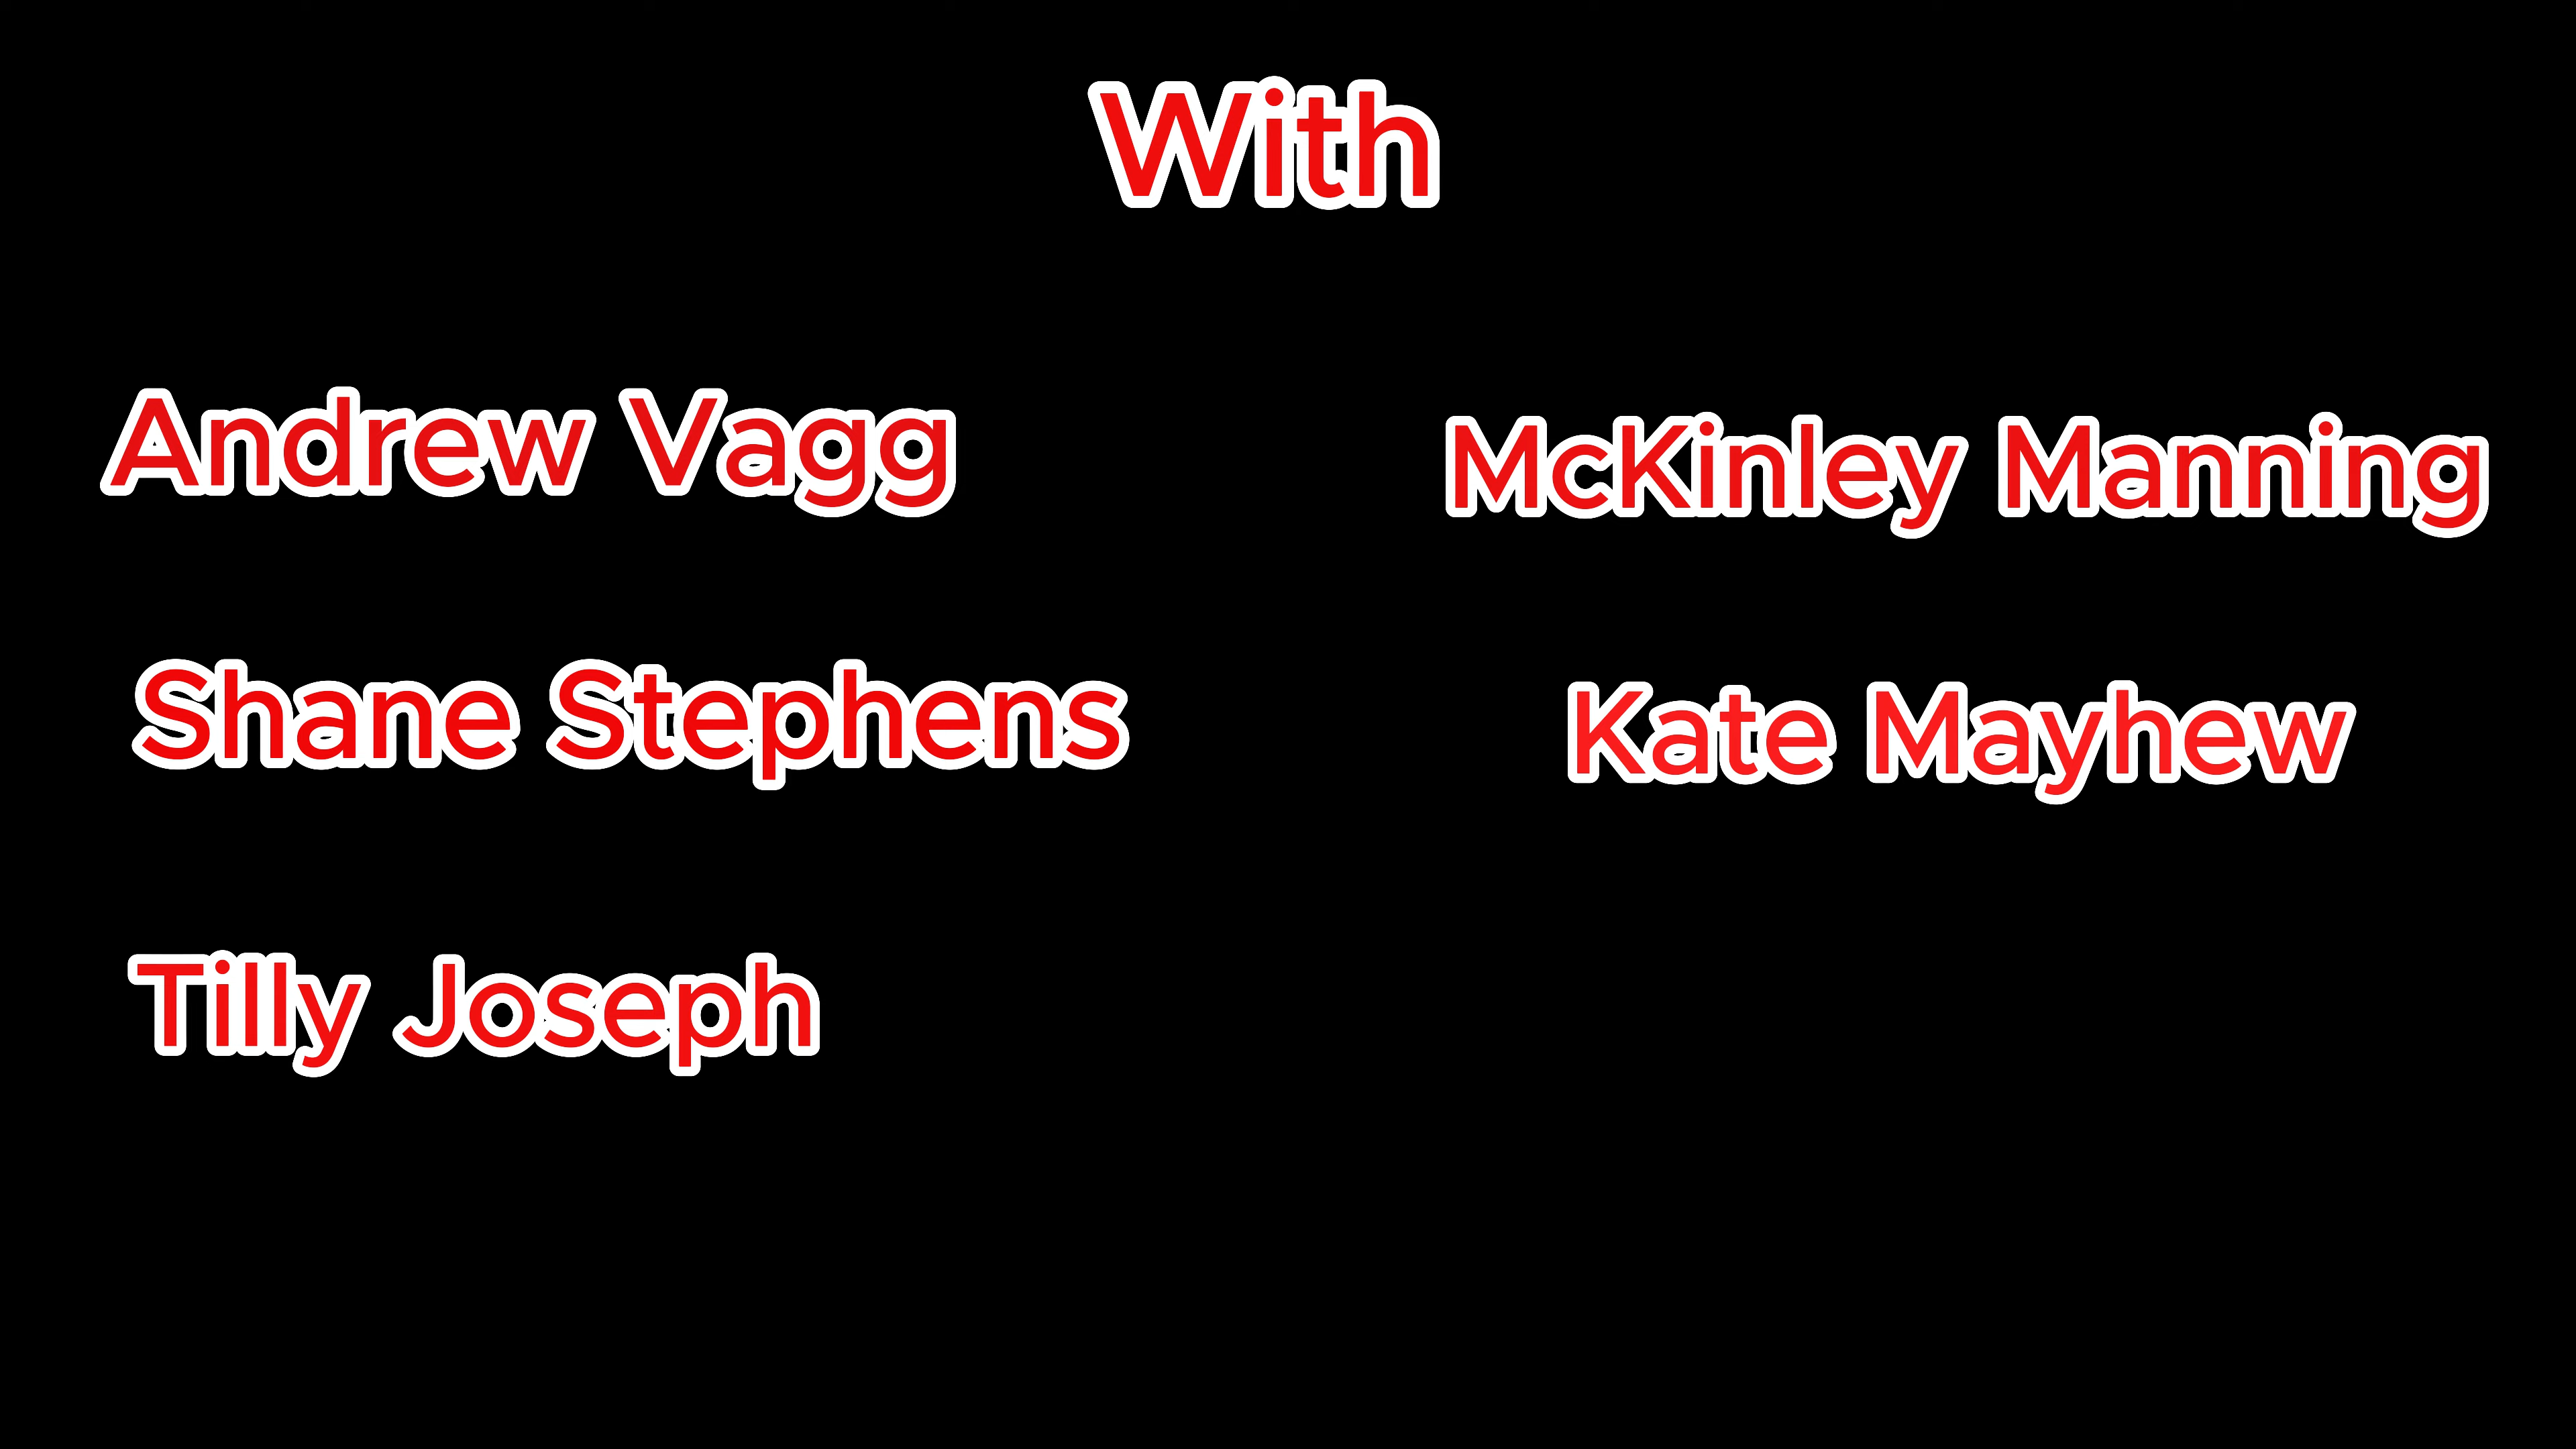 With
Andrew Vagg
McKinley Manning
Shane Stephens
Kate Mayhew
Tilly Joseph